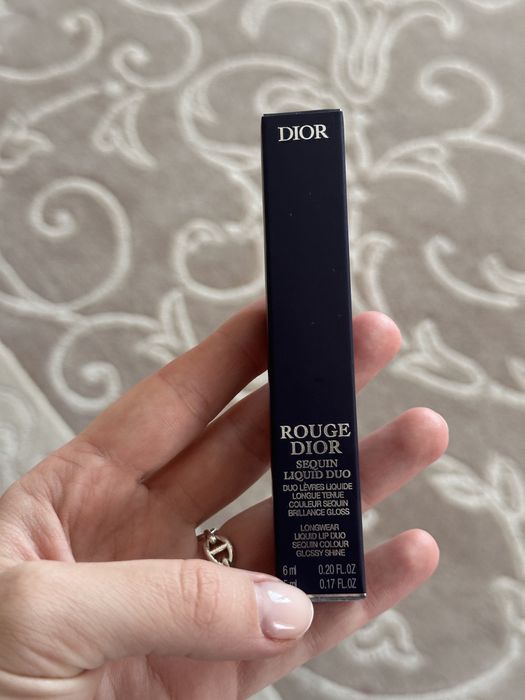 DIOR
ROUGE
DIOR
SEQUIN
LIQUID DUO
DUO LÈVRES LIQUIDE
LONGUE TENUE
COULEUR SEQUIN
BRILLANCE GLOSS
LONGWEAR
LIQUID LIP DUO
SEQUIN COLOUR
GLOSSY SHINE
6 ml 0.20 FL.OZ
ml 0.17 FL.OZ